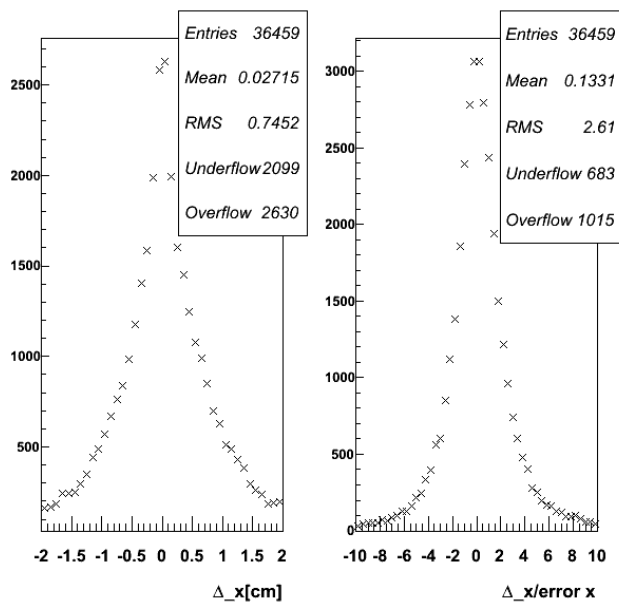 Entries 36459
Mean 0.02715
RMS 0.7452
Underflow 2099
Overflow 2630
2500
2000
1500
1000
500
-2 -1.5 -1 -0.5 0 0.5 1 1.5 2
Δ_x[cm]
Entries 36459
Mean 0.1331
RMS 2.61
Underflow 683
Overflow 1015
3000
2500
2000
1500
1000
500
0
-10 -8 -6 -4 -2 0 2 4 6 8 10
Δ_x/error x